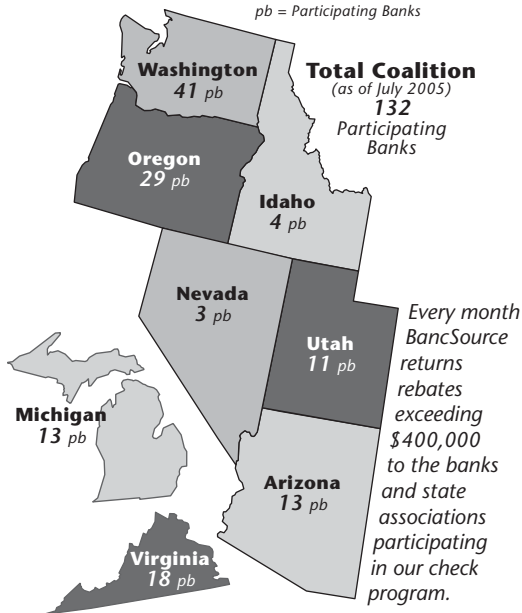 pb = Participating Banks
Washington
41 pb
Total Coalition
(as of July 2005)
132
Participating
Banks
Oregon
29 pb
Idaho
4 pb
Nevada
3 pb
Utah
11 pb
Every month
BancSource
returns
rebates
exceeding
$400,000
to the banks
and state
associations
participating
in our check
program.
Michigan
13 pb
Arizona
13 pb
Virginia
18 pb